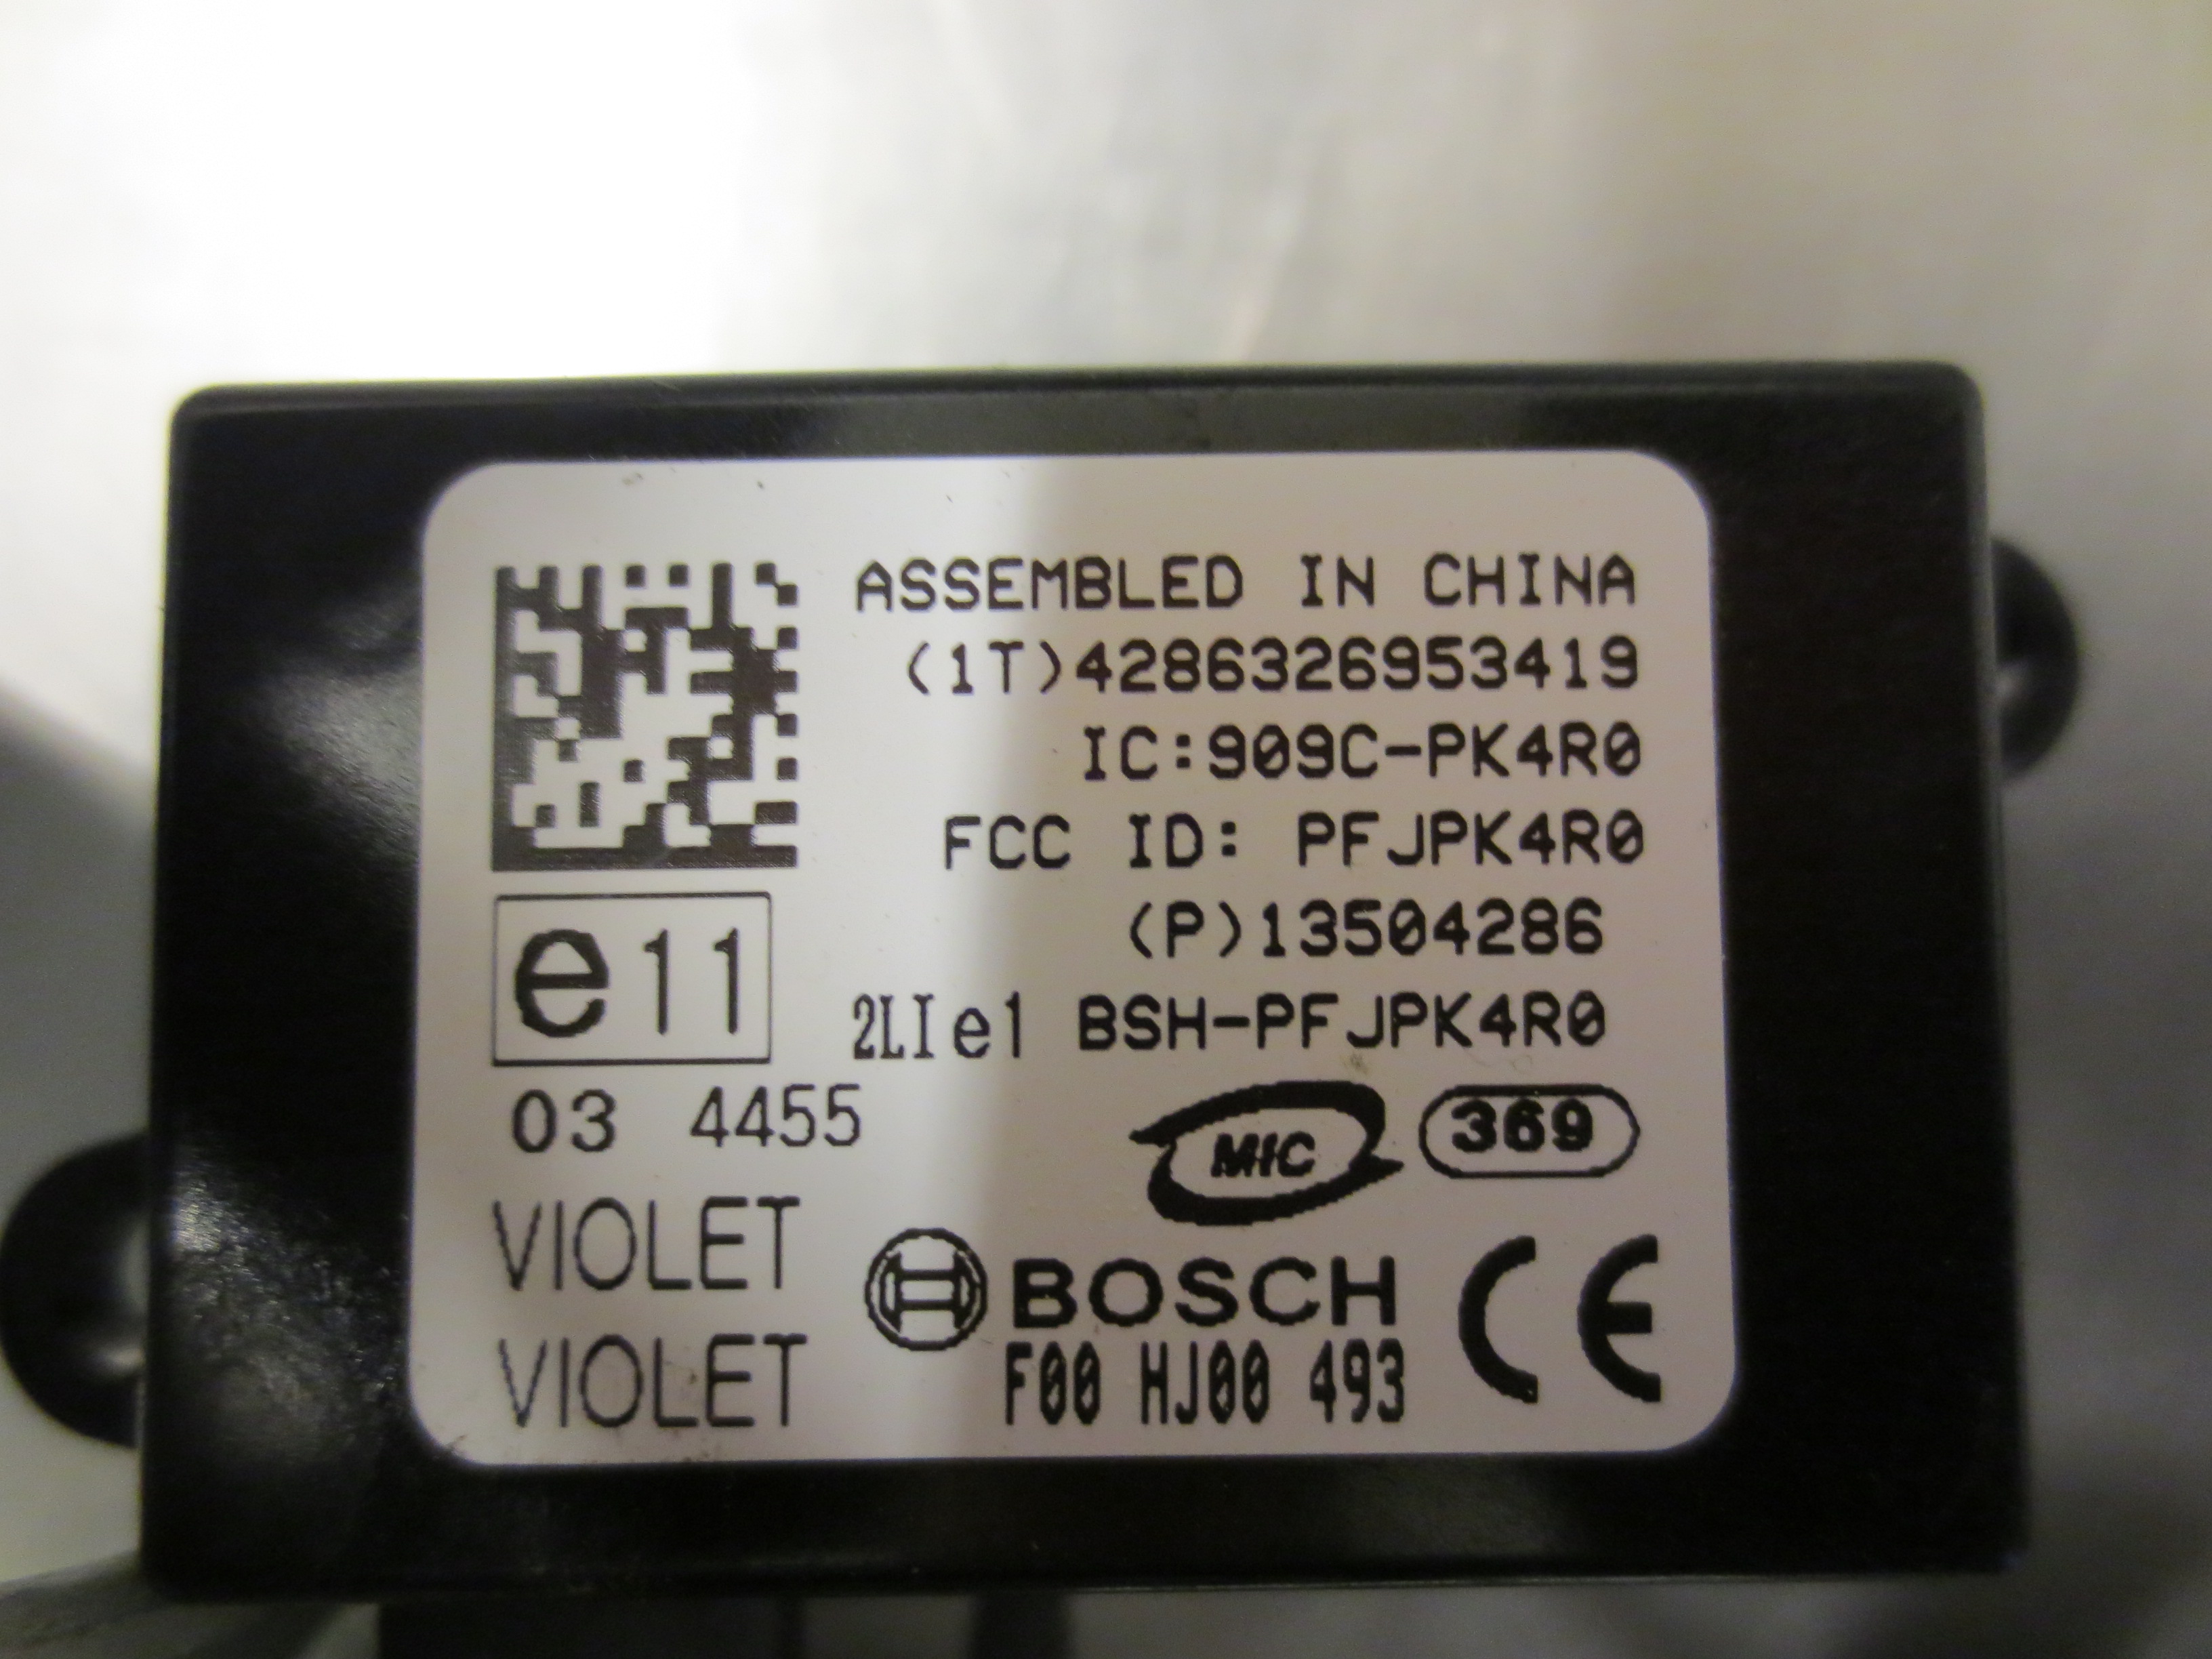 ASSEMBLED IN CHINA
(1T)4286326953419
IC:909C-PK4R0
FCC ID: PFJPK4R0
(P)13504286
e11
2LIe1 BSH-PFJPK4R0
03 4455
MIC 369
VIOLET
BOSCH CE
VIOLET
F00 HJ00 493